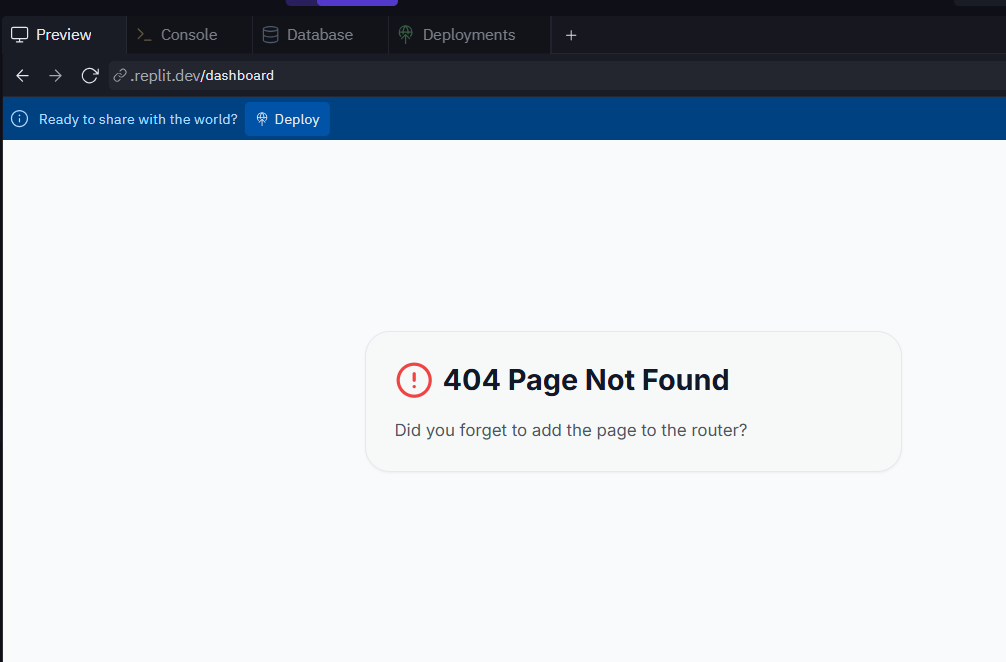 Preview Console Database Deployments
.replit.dev/dashboard
Ready to share with the world? Deploy
404 Page Not Found
Did you forget to add the page to the router?